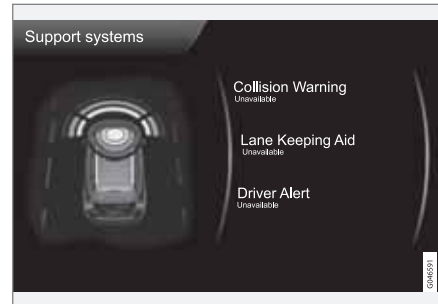 Support systems
Collision Warning
Unavailable
Lane Keeping Aid
Unavailable
Driver Alert
Unavailable
G046591